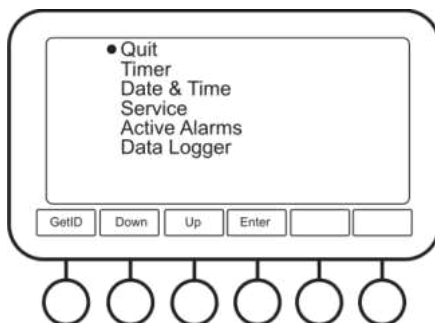 Quit
Timer
Date & Time
Service
Active Alarms
Data Logger
GetID Down Up Enter